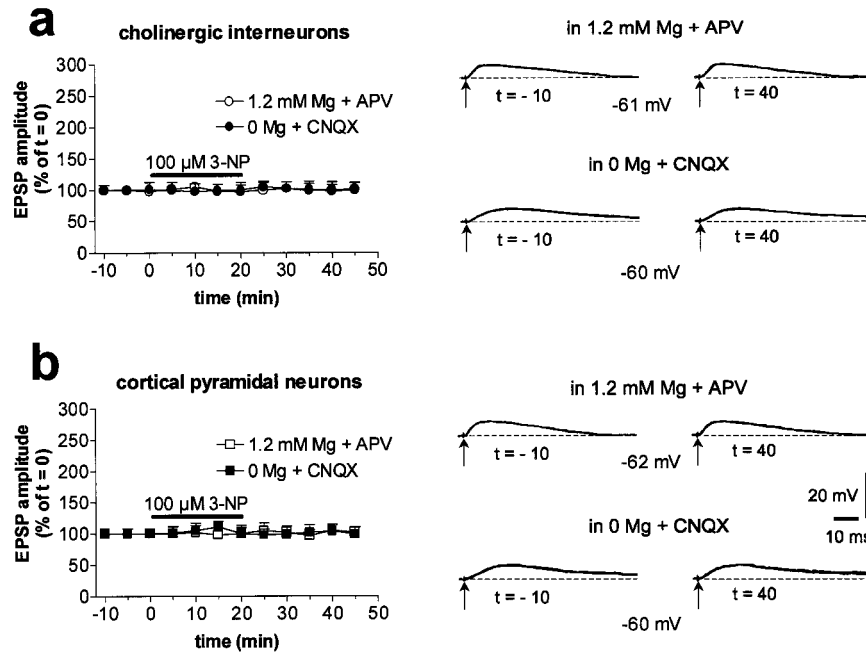 a
cholinergic interneurons
300
250
200
150
100
50
0
EPSP amplitude
(% of t = 0)
1.2 mM Mg + APV
0 Mg + CNQX
100 µM 3-NP
-10 0 10 20 30 40 50
time (min)
in 1.2 mM Mg + APV
t = - 10
t = 40
-61 mV
in 0 Mg + CNQX
t = - 10
t = 40
-60 mV
b
cortical pyramidal neurons
300
250
200
150
100
50
0
EPSP amplitude
(% of t = 0)
1.2 mM Mg + APV
0 Mg + CNQX
100 µM 3-NP
-10 0 10 20 30 40 50
time (min)
in 1.2 mM Mg + APV
t = - 10
t = 40
-62 mV
20 mV
10 ms
in 0 Mg + CNQX
t = - 10
t = 40
-60 mV